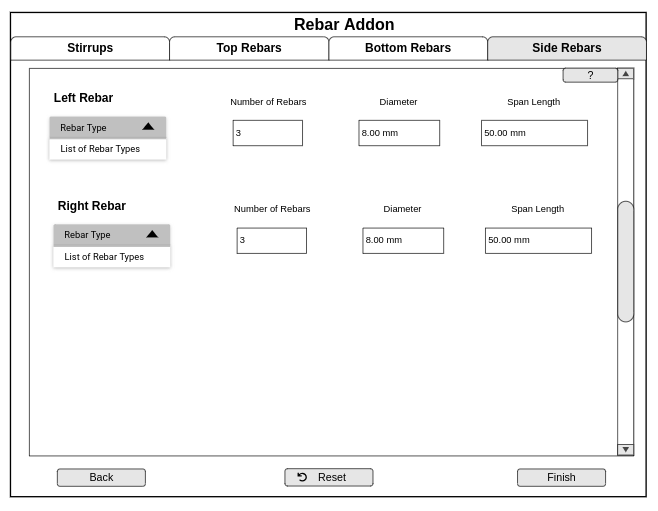 Rebar Addon
Stirrups Top Rebars Bottom Rebars Side Rebars
?
Left Rebar Number of Rebars Diameter Span Length
Rebar Type 3 8.00 mm 50.00 mm
List of Rebar Types
Right Rebar Number of Rebars Diameter Span Length
Rebar Type 3 8.00 mm 50.00 mm
List of Rebar Types
Back Reset Finish